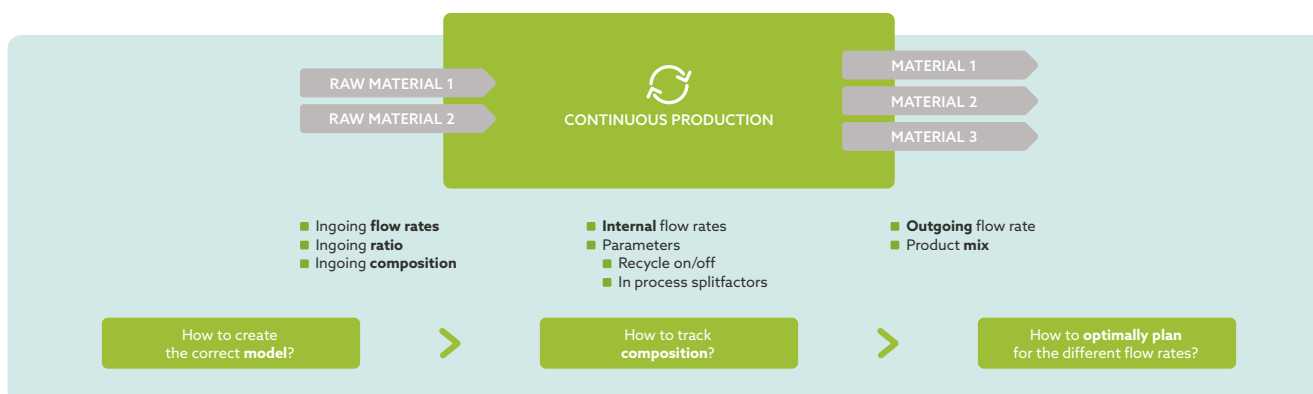 RAW MATERIAL 1
RAW MATERIAL 2
CONTINUOUS PRODUCTION
MATERIAL 1
MATERIAL 2
MATERIAL 3
Ingoing flow rates
Ingoing ratio
Ingoing composition
Internal flow rates
Parameters
Recycle on/off
In process splitfactors
Outgoing flow rate
Product mix
How to create
the correct model?
How to track
composition?
How to optimally plan
for the different flow rates?